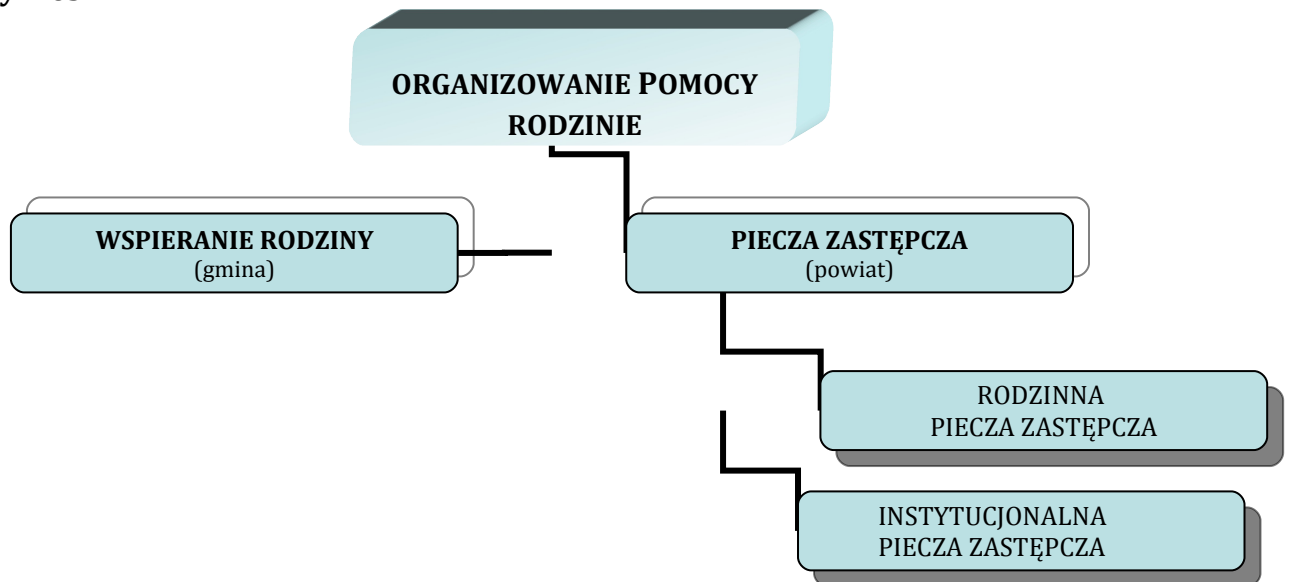 ORGANIZOWANIE POMOCY
RODZINIE
WSPIERANIE RODZINY
(gmina)
PIECZA ZASTĘPCZA
(powiat)
RODZINNA
PIECZA ZASTĘPCZA
INSTYTUCJONALNA
PIECZA ZASTĘPCZA